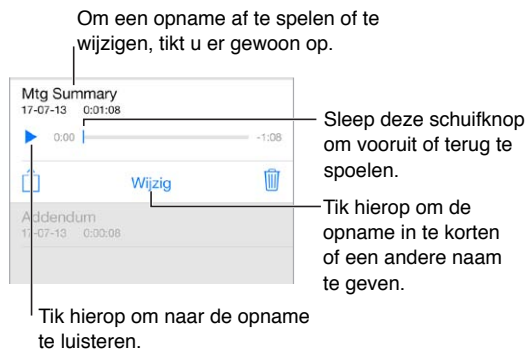 Om een opname af te spelen of te
wijzigen, tikt u er gewoon op.
Mtg Summary
17-07-13 0:01:08
0:00 -1:08
Sleep deze schuifknop
om vooruit of terug te
spoelen.
Wijzig
Tik hierop om de
opname in te korten
of een andere naam
te geven.
Addendum
17-07-13 0:00:08
Tik hierop om naar de opname
te luisteren.